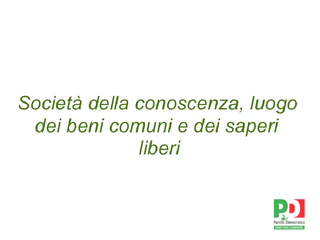 Società della conoscenza, luogo
dei beni comuni e dei saperi
liberi
PD
Partito Democratico